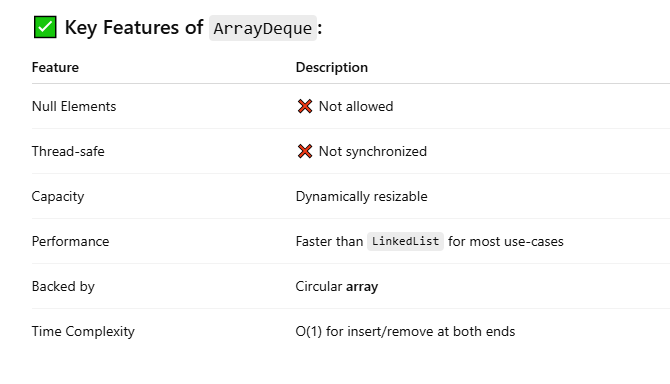 ✅ Key Features of ArrayDeque:
Feature Description
Null Elements ❌ Not allowed
Thread-safe ❌ Not synchronized
Capacity Dynamically resizable
Performance Faster than LinkedList for most use-cases
Backed by Circular array
Time Complexity O(1) for insert/remove at both ends